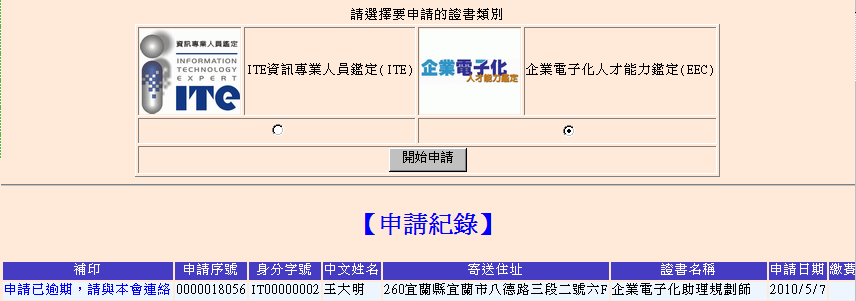 請選擇要申請的證書類別
資訊專業人員鑑定
INFORMATION
TECHNOLOGY
EXPERT
ITe
ITE資訊專業人員鑑定(ITE)
企業電子化
人才能力鑑定
企業電子化人才能力鑑定(EEC)
開始申請
【申請紀錄】
補印 申請序號 身分字號 中文姓名 寄送住址 證書名稱 申請日期 繳費
申請已逾期，請與本會連絡 0000018056 IT00000002 王大明 260宜蘭縣宜蘭市八德路三段二號六F 企業電子化助理規劃師 2010/5/7